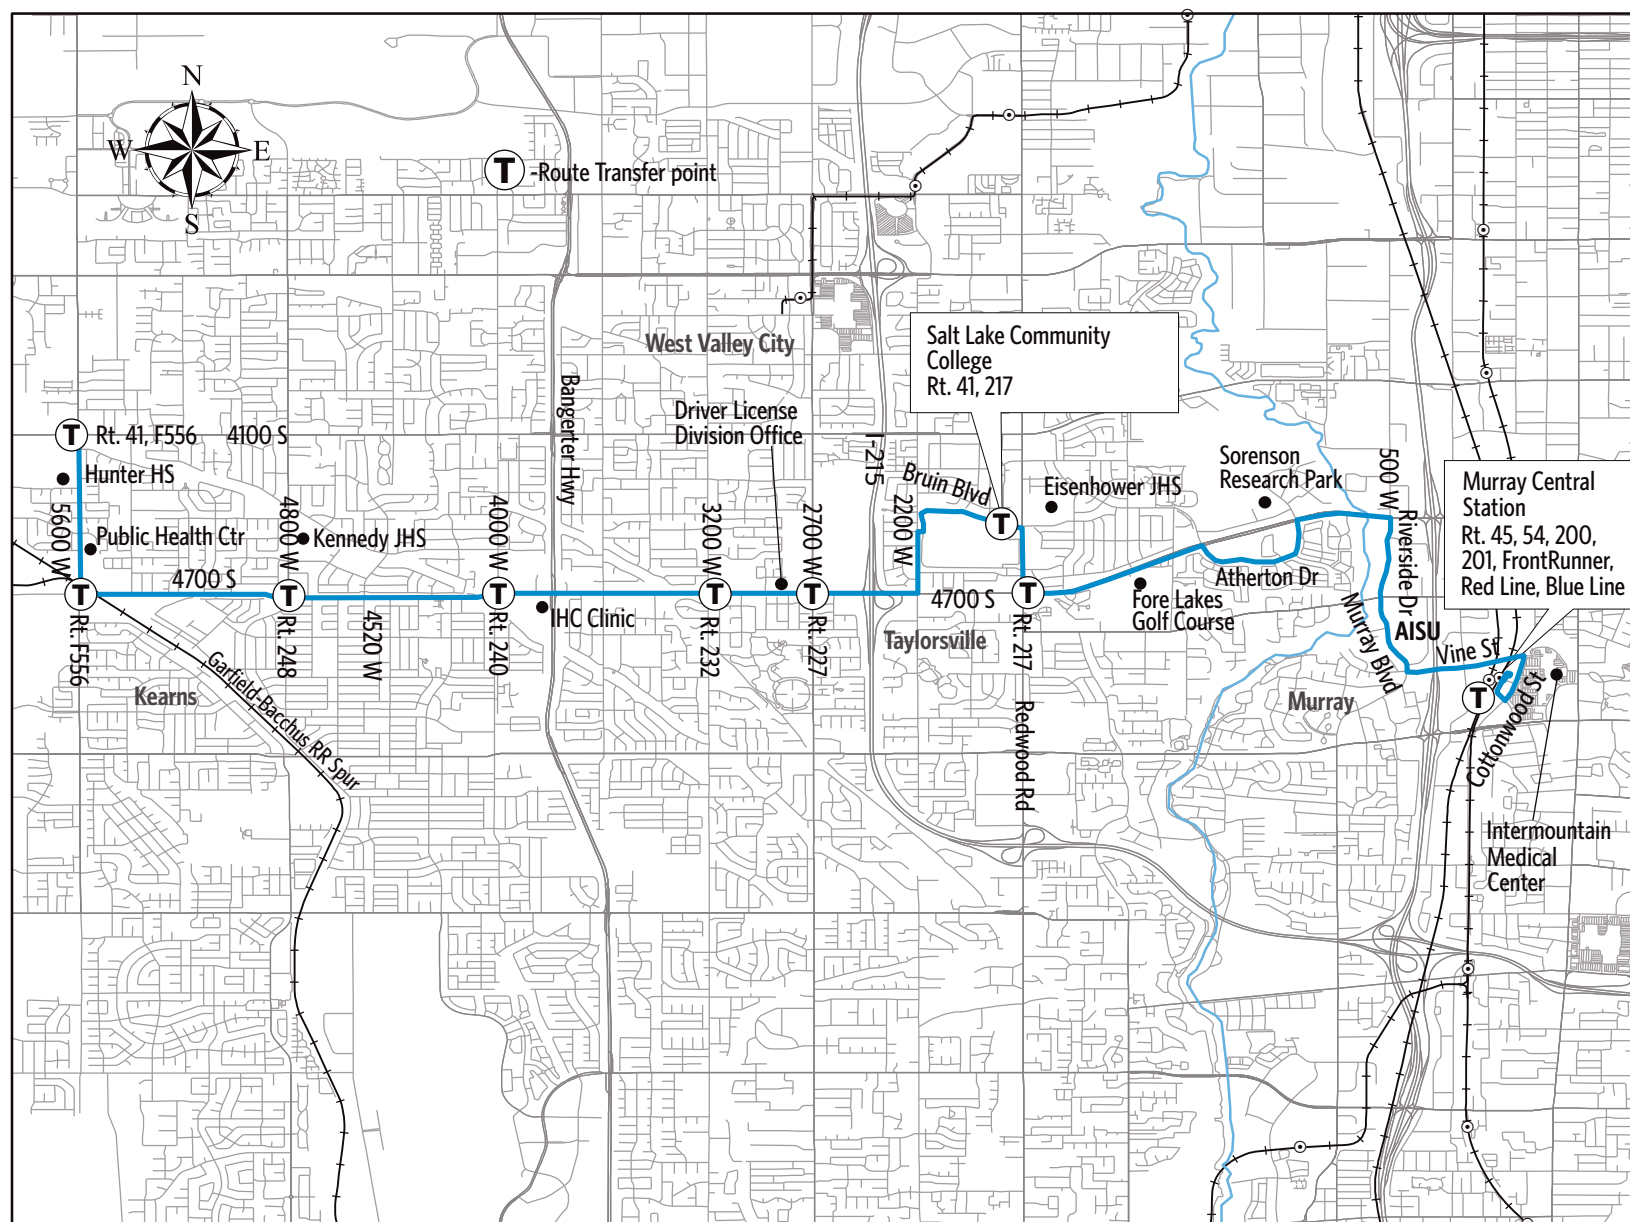 N
W
E
S
T
-Route Transfer point
West Valley City
Salt Lake Community
College
Rt. 41, 217
Driver License
Division Office
Bangerter Hwy
T
Rt. 41, F556
4100 S
I-215
Hunter HS
5600 W
Public Health Ctr
4800 W
Kennedy JHS
4000 W
3200 W
2700 W
2200 W
Bruin Blvd
T
Eisenhower JHS
Sorenson
Research Park
500 W
Riverside Dr
Murray Central
Station
Rt. 45, 54, 200,
201, FrontRunner,
Red Line, Blue Line
T
4700 S
T
4520 W
T
IHC Clinic
T
T
4700 S
T
Atherton Dr
Fore Lakes
Golf Course
Murray Blvd
AISU
Vine St
Rt. F556
Rt. 248
Rt. 240
Rt. 232
Rt. 227
Taylorsville
Rt. 217
Kearns
Garfield-Bacchus RR Spur
Redwood Rd
Murray
T
Cottonwood St
Intermountain
Medical
Center